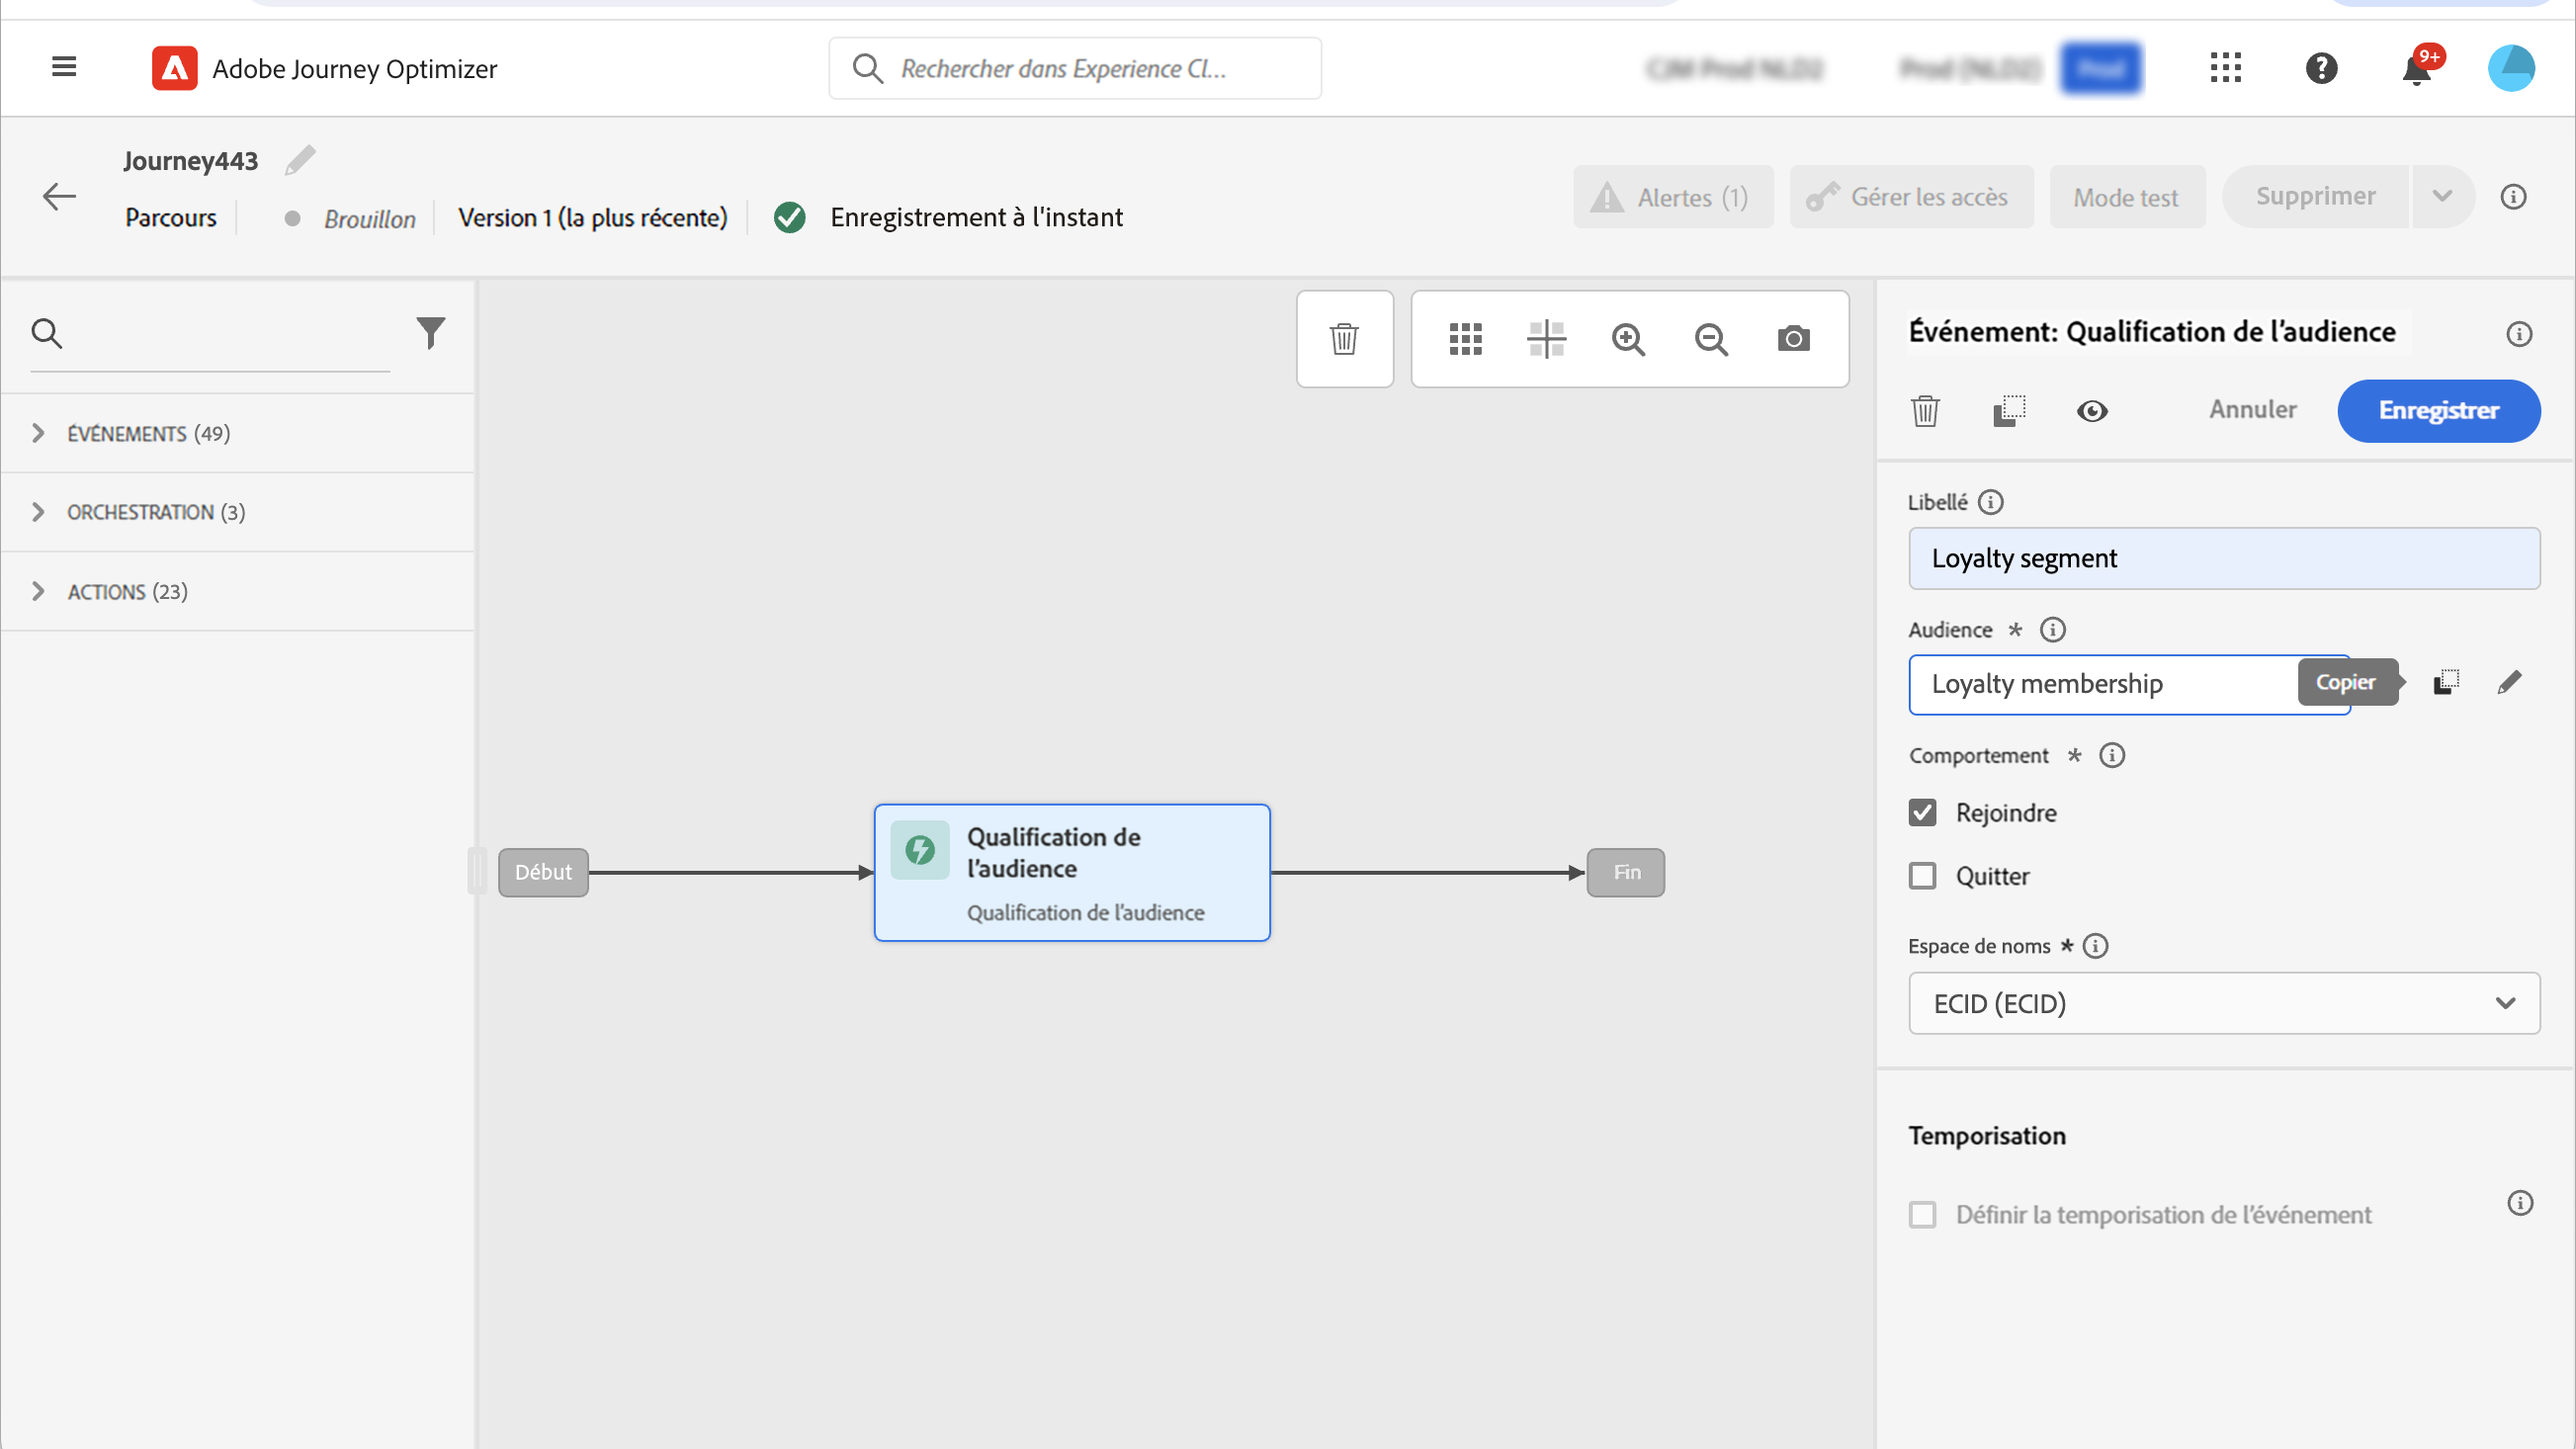 Adobe Journey Optimizer
Rechercher dans Experience Cl...
9+
Journey443
Parcours
Brouillon
Version 1 (la plus récente)
Enregistrement à l'instant
Alertes (1)
Gérer les accès
Mode test
Supprimer
ÉVÉNEMENTS (49)
ORCHESTRATION (3)
ACTIONS (23)
Début
Qualification de
l’audience
Qualification de l’audience
Fin
Événement: Qualification de l’audience
Annuler
Enregistrer
Libellé
Loyalty segment
Audience *
Loyalty membership
Copier
Comportement *
Rejoindre
Quitter
Espace de noms *
ECID (ECID)
Temporisation
Définir la temporisation de l’événement